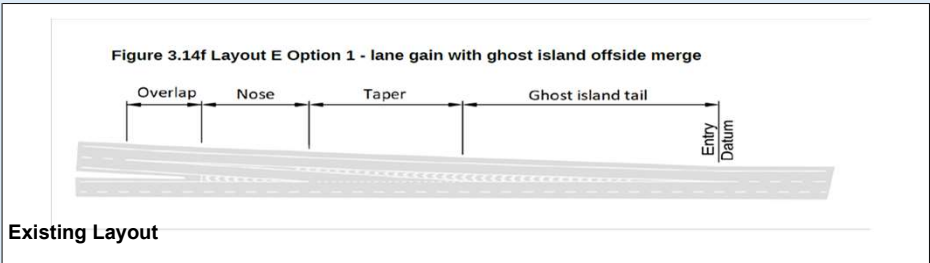 Figure 3.14f Layout E Option 1 - lane gain with ghost island offside merge
Overlap Nose Taper Ghost island tail
Entry
Datum
Existing Layout